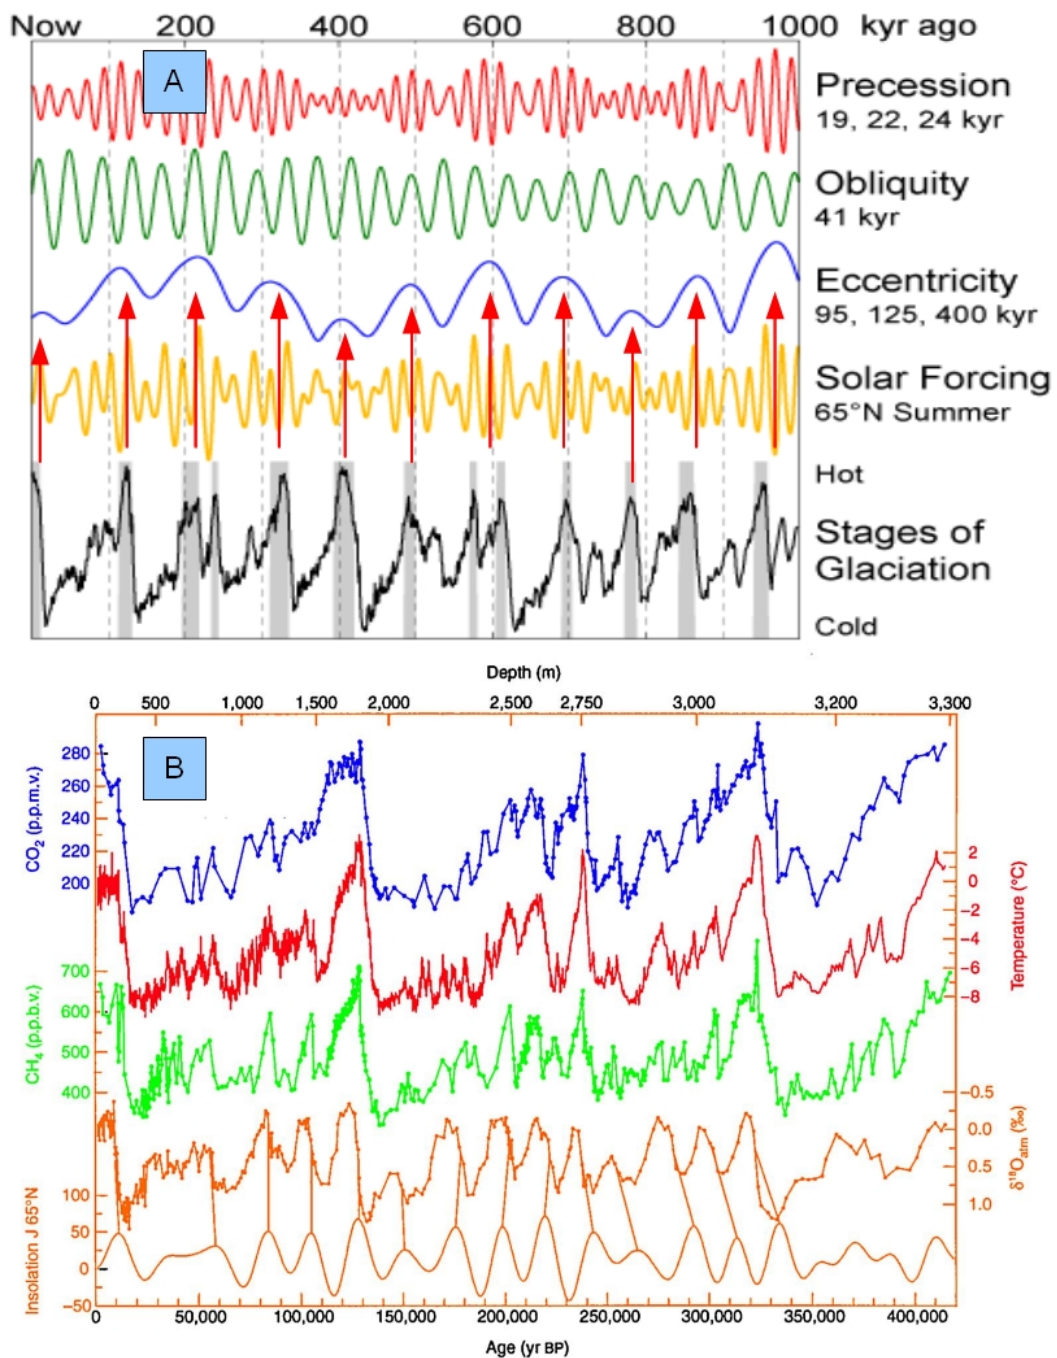 Now 200 400 600 800 1000 kyr ago
A
Precession
19, 22, 24 kyr
Obliquity
41 kyr
Eccentricity
95, 125, 400 kyr
Solar Forcing
65°N Summer
Hot
Stages of
Glaciation
Cold
Depth (m)
0 500 1,000 1,500 2,000 2,500 2,750 3,000 3,200 3,300
B
CO₂ (p.p.m.v.)
280
260
240
220
200
Temperature (°C)
2
0
−2
−4
−6
−8
CH₄ (p.p.b.v.)
700
600
500
400
δ¹⁸Oatm (‰)
−0.5
0.0
0.5
1.0
Insolation J 65°N
100
50
0
−50
0 50,000 100,000 150,000 200,000 250,000 300,000 350,000 400,000
Age (yr BP)